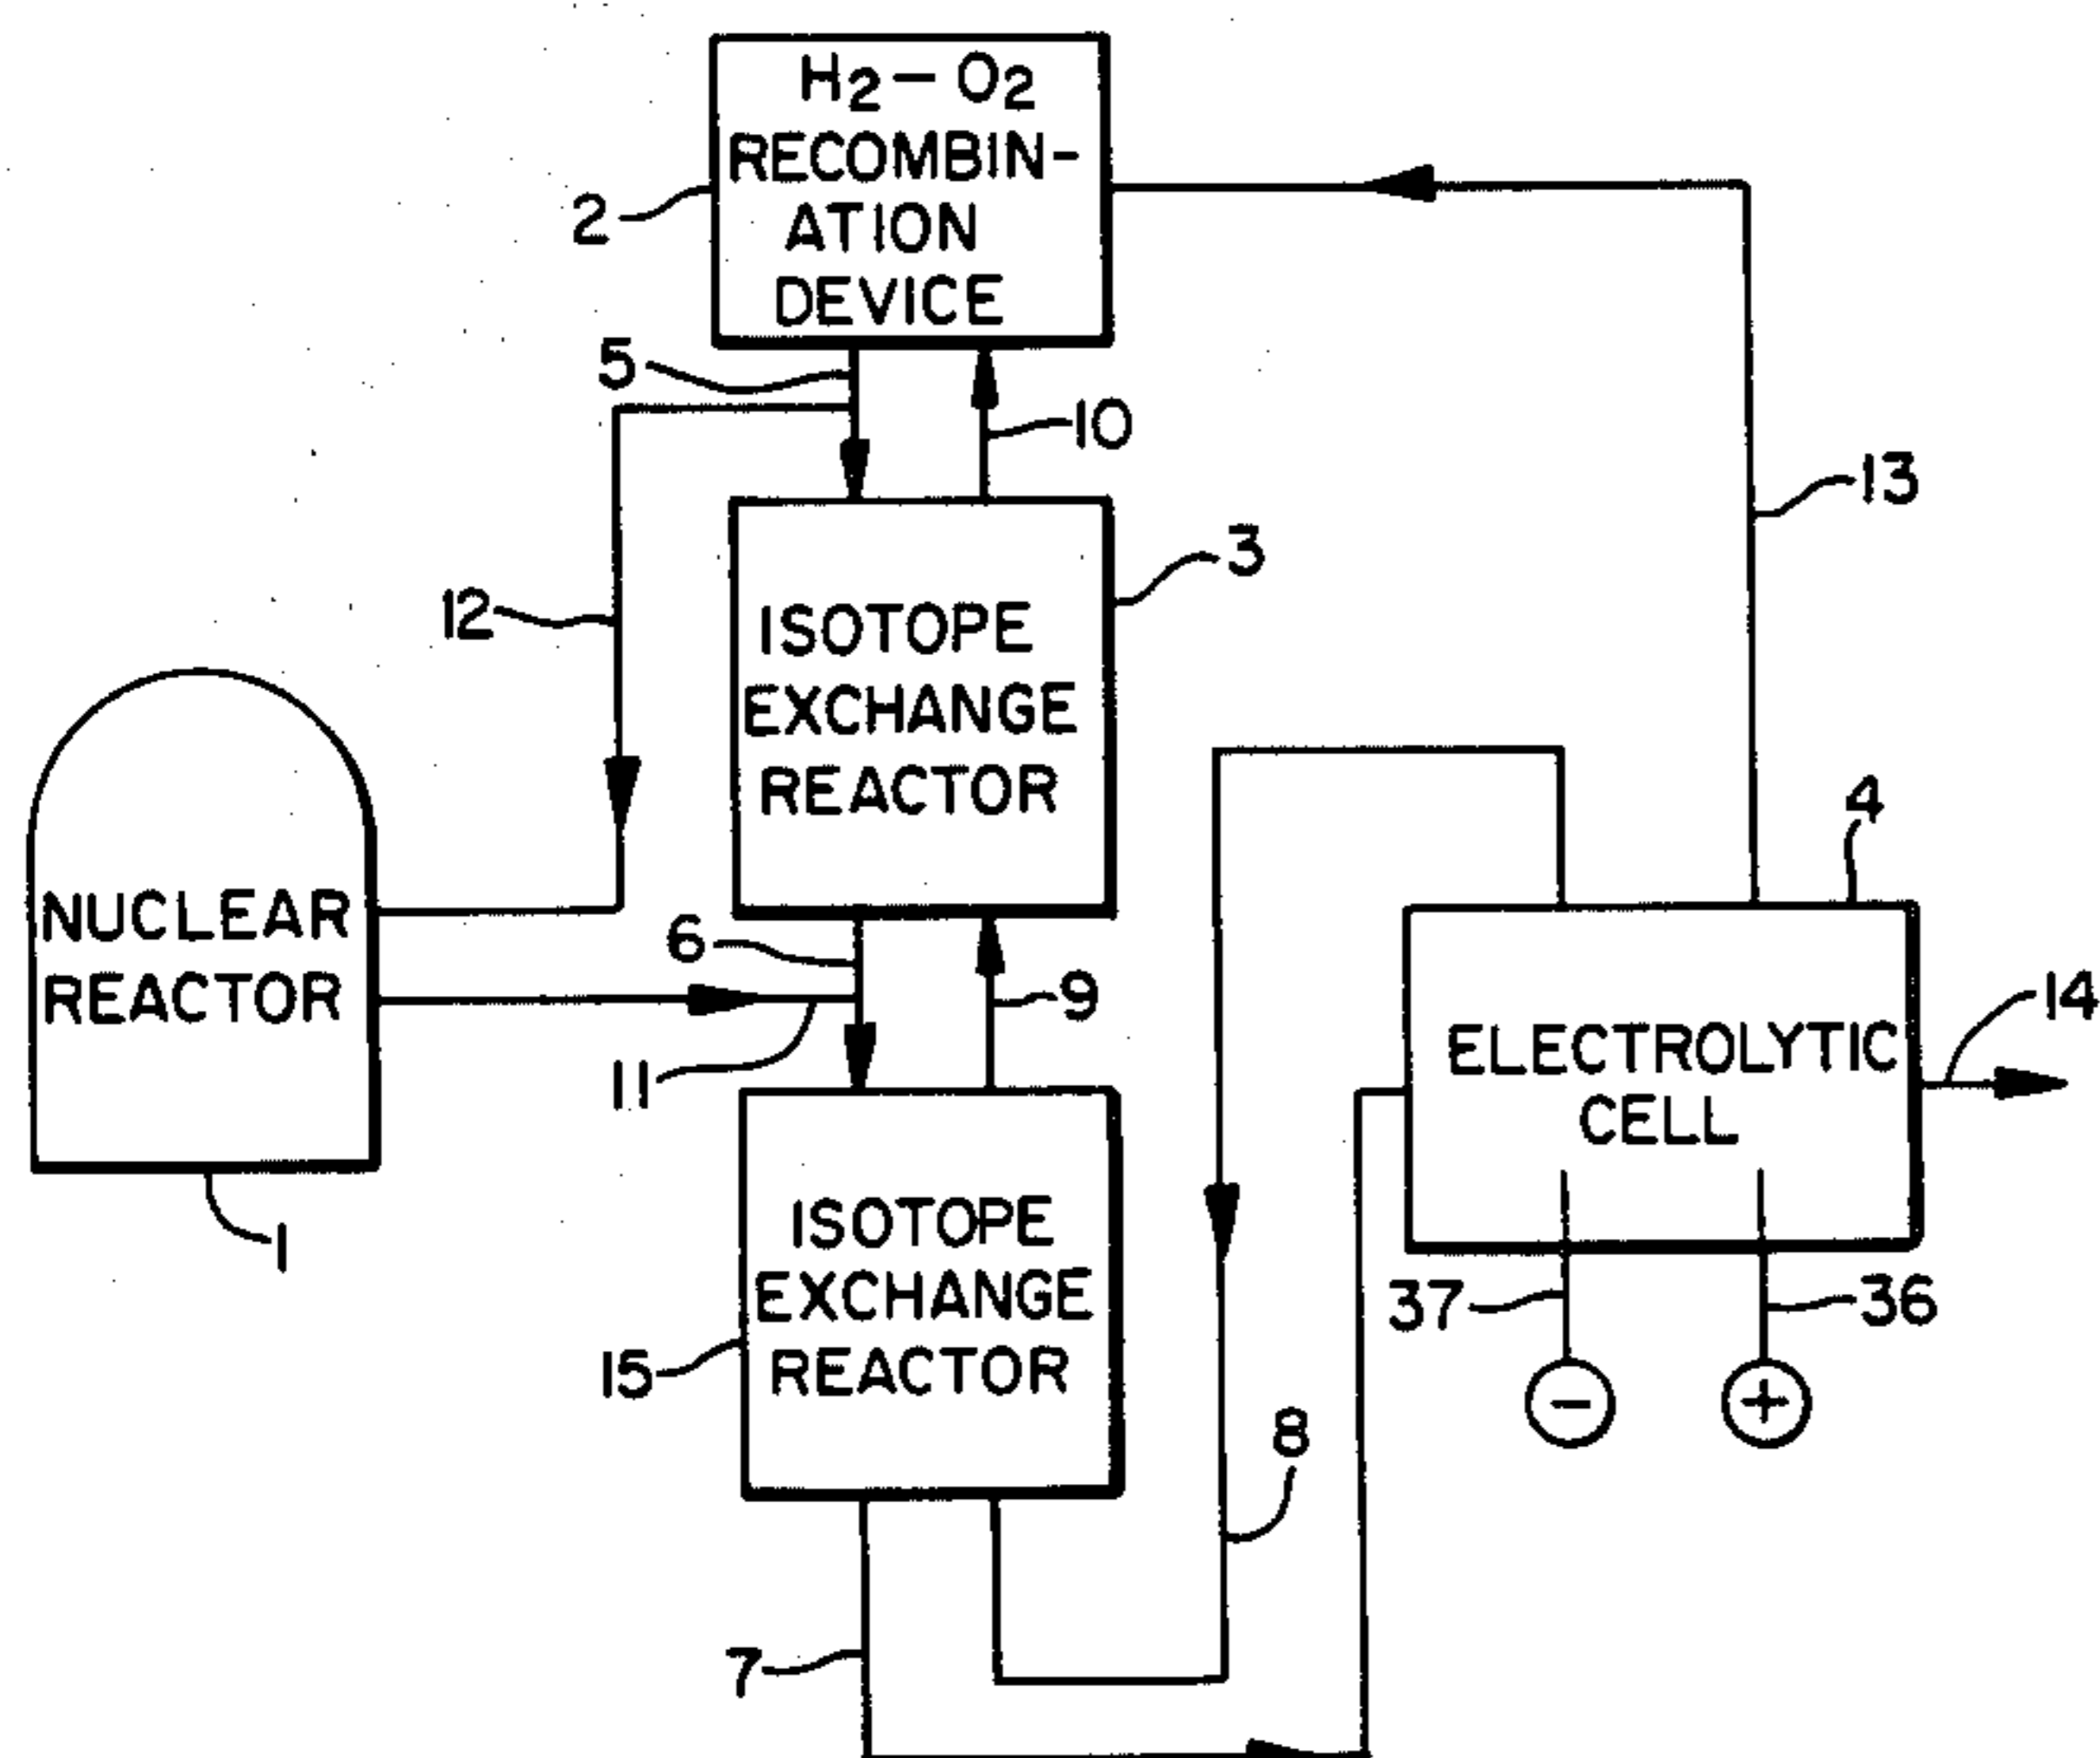 H2-O2
RECOMBIN-
ATION
DEVICE
2
5
10
13
3
12
ISOTOPE
EXCHANGE
REACTOR
4
NUCLEAR
REACTOR
6
9
14
11
ELECTROLYTIC
CELL
1
ISOTOPE
EXCHANGE
REACTOR
15
37
36
- +
8
7